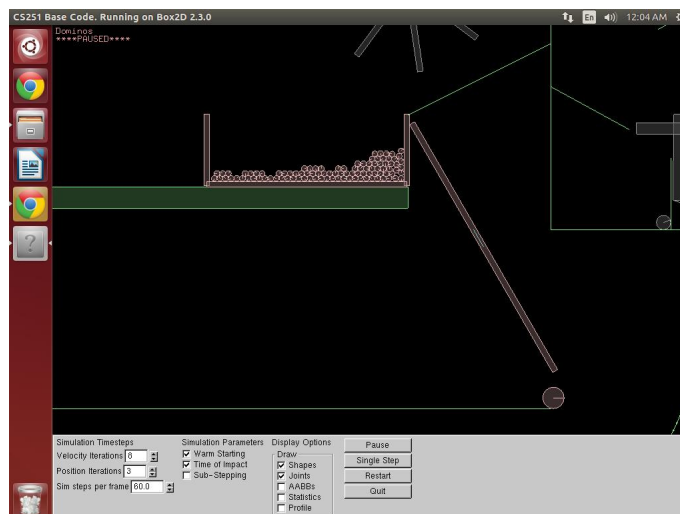 CS251 Base Code. Running on Box2D 2.3.0
En
12:04 AM
Dominos
****PAUSED****
?
Simulation Timesteps
Velocity Iterations 8
Position Iterations 3
Sim steps per frame 60.0
Simulation Parameters
Warm Starting
Time of Impact
Sub-Stepping
Display Options
Draw
Shapes
Joints
AABBs
Statistics
Profile
Pause
Single Step
Restart
Quit